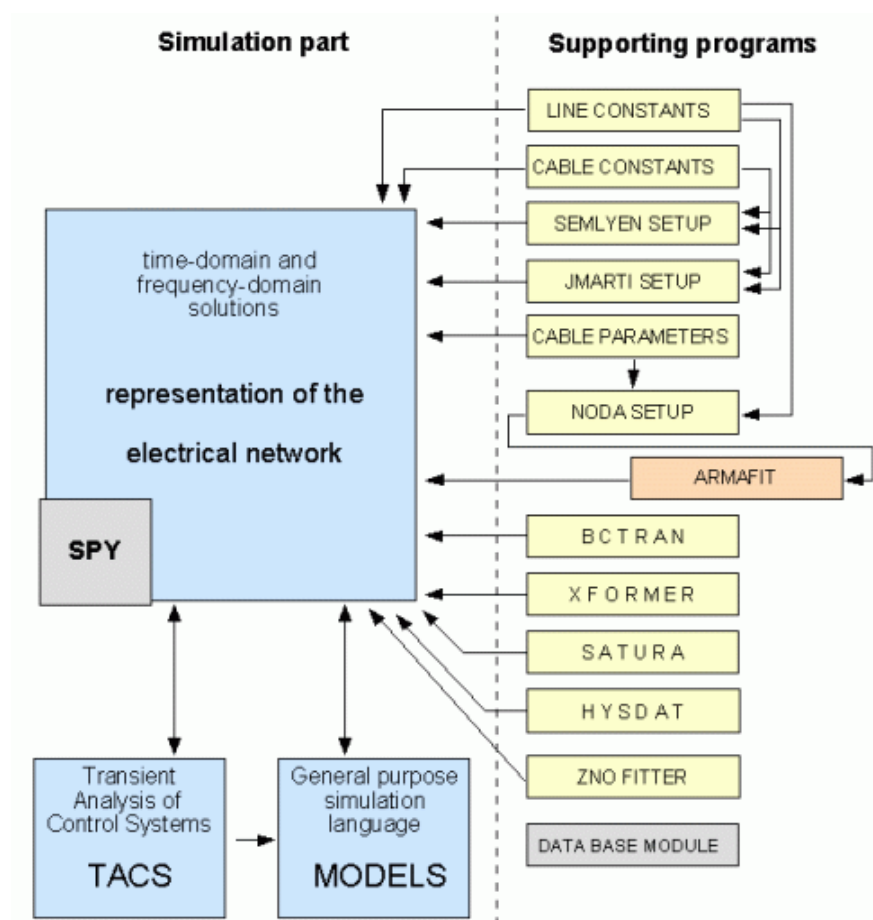 Simulation part
Supporting programs
LINE CONSTANTS
CABLE CONSTANTS
SEMLYEN SETUP
JMARTI SETUP
CABLE PARAMETERS
NODA SETUP
ARMAFIT
BCTRAN
XFORMER
SATURA
HYSDAT
ZNO FITTER
DATA BASE MODULE
time-domain and
frequency-domain
solutions
representation of the
electrical network
SPY
Transient
Analysis of
Control Systems
TACS
General purpose
simulation
language
MODELS